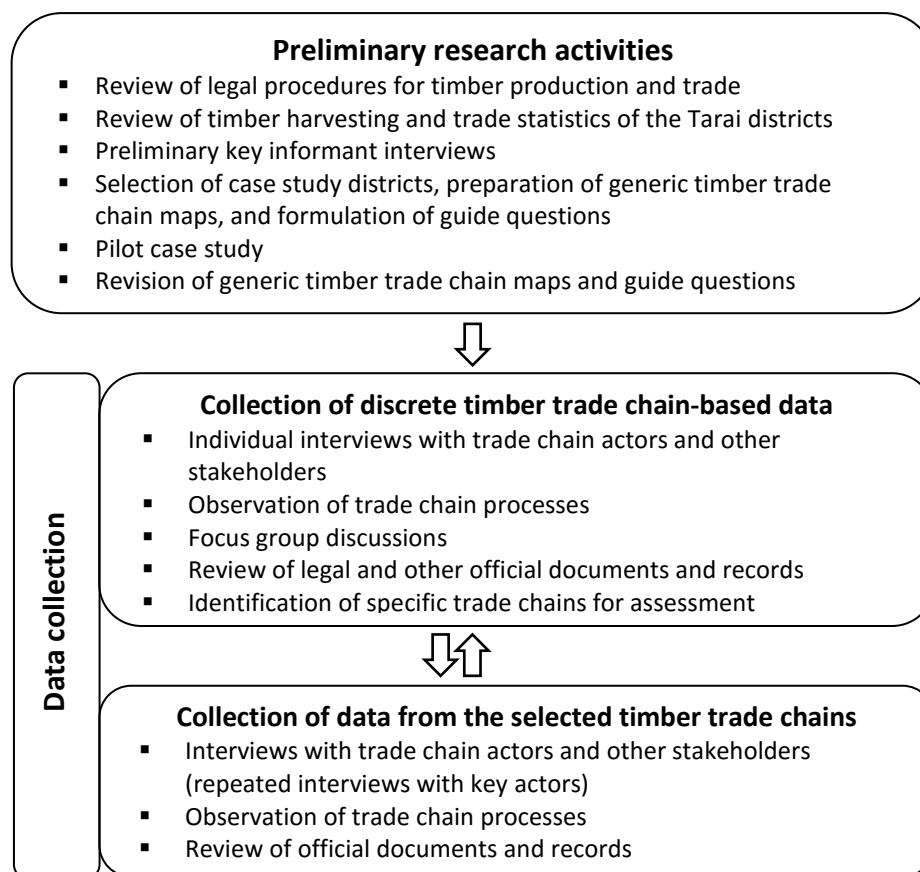 Preliminary research activities
▪ Review of legal procedures for timber production and trade
▪ Review of timber harvesting and trade statistics of the Tarai districts
▪ Preliminary key informant interviews
▪ Selection of case study districts, preparation of generic timber trade
chain maps, and formulation of guide questions
▪ Pilot case study
▪ Revision of generic timber trade chain maps and guide questions
Data collection
Collection of discrete timber trade chain-based data
▪ Individual interviews with trade chain actors and other
stakeholders
▪ Observation of trade chain processes
▪ Focus group discussions
▪ Review of legal and other official documents and records
▪ Identification of specific trade chains for assessment
Collection of data from the selected timber trade chains
▪ Interviews with trade chain actors and other stakeholders
(repeated interviews with key actors)
▪ Observation of trade chain processes
▪ Review of official documents and records